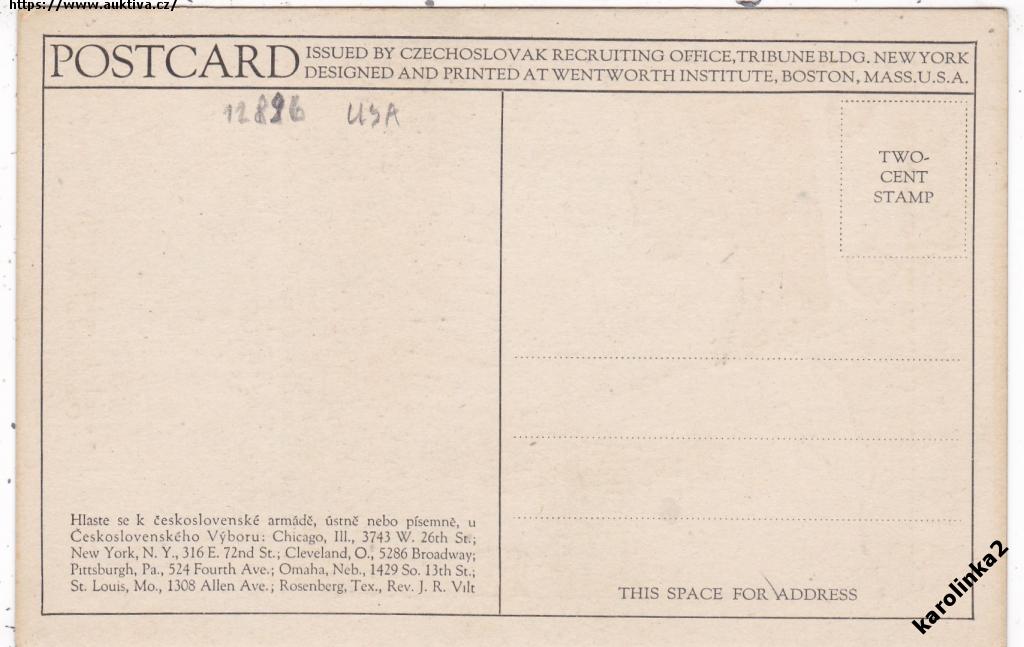 https://www.auktiva.cz/
POSTCARD
ISSUED BY CZECHOSLOVAK RECRUITING OFFICE, TRIBUNE BLDG. NEW YORK
DESIGNED AND PRINTED AT WENTWORTH INSTITUTE, BOSTON, MASS. U.S.A.
12896 USA
TWO-
CENT
STAMP
Hlaste se k československé armádě, ústně nebo písemně, u
Československého Výboru: Chicago, Ill., 3743 W. 26th St.;
New York, N. Y., 316 E. 72nd St.; Cleveland, O., 5286 Broadway;
Pittsburgh, Pa., 524 Fourth Ave.; Omaha, Neb., 1429 So. 13th St.;
St. Louis, Mo., 1308 Allen Ave.; Rosenberg, Tex., Rev. J. R. Vilt
THIS SPACE FOR ADDRESS
karolinka2